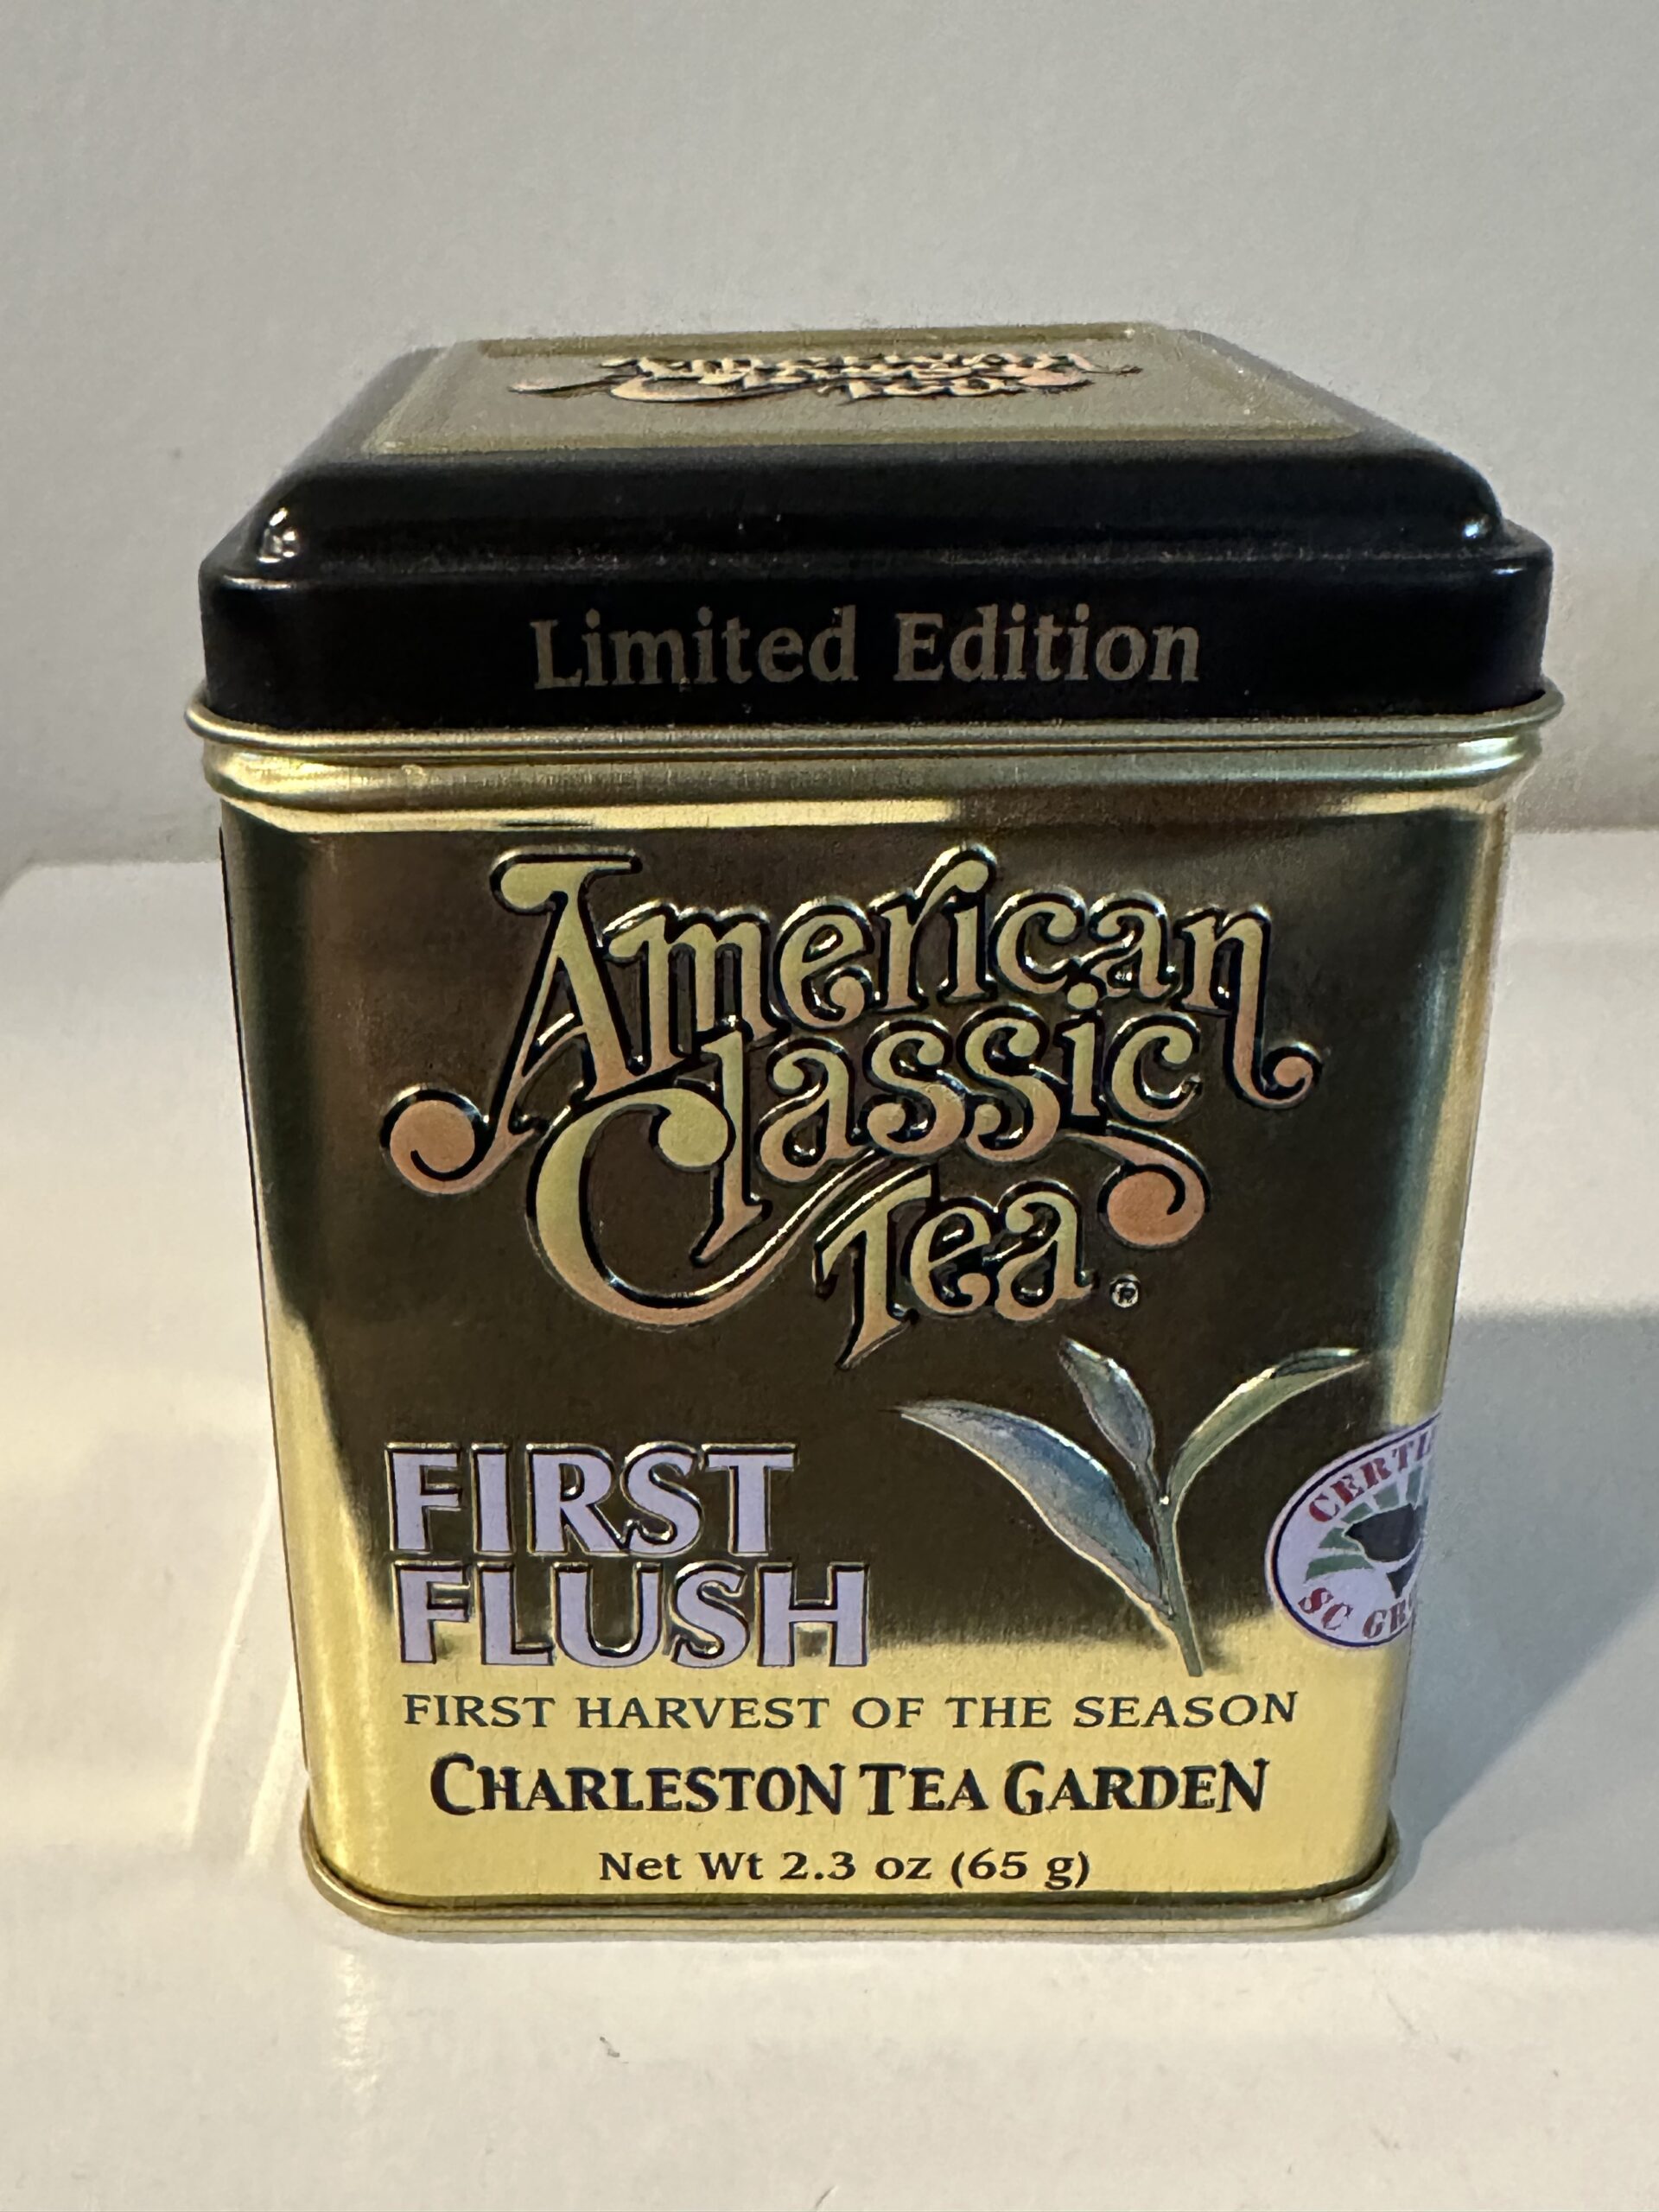 American
Classic
Tea
Limited Edition
American
Classic
Tea®
FIRST
FLUSH
SC
FIRST HARVEST OF THE SEASON
CHARLESTON TEA GARDEN
Net Wt 2.3 oz (65 g)